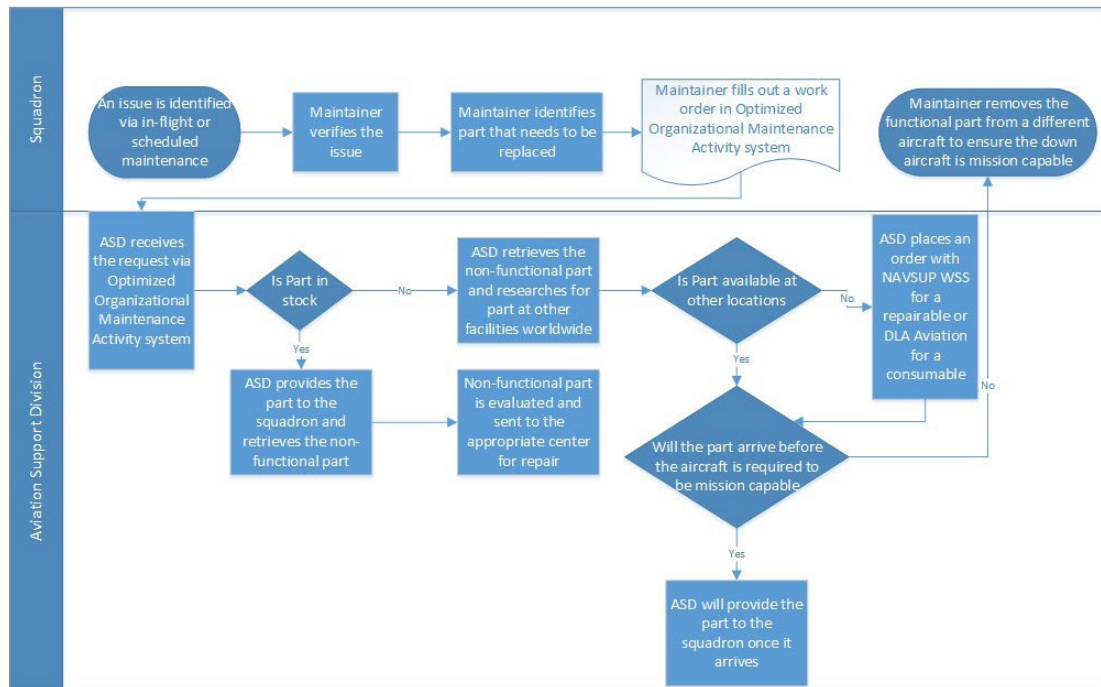 Squadron
An issue is identified
via in-flight or
scheduled
maintenance
Maintainer
verifies the
issue
Maintainer
identifies
part that
needs to be
replaced
Maintainer fills out a work
order in Optimized
Organizational Maintenance
Activity system
Maintainer removes the
functional part from a different
aircraft to ensure the down
aircraft is mission capable
Aviation Support Division
ASD receives
the request via
Optimized
Organizational
Maintenance
Activity system
Is Part in
stock
No
Yes
ASD retrieves the
non-functional part
and researches for
part at other
facilities worldwide
Is Part available at
other locations
No
Yes
ASD places an
order with
NAVSUP WSS
for a
repairable or
DLA Aviation
for a
consumable
ASD provides the
part to the
squadron and
retrieves the non-
functional part
Non-functional part
is evaluated and
sent to the
appropriate center
for repair
Will the part arrive before
the aircraft is required to
be mission capable
No
Yes
ASD will provide the
part to the
squadron once it
arrives